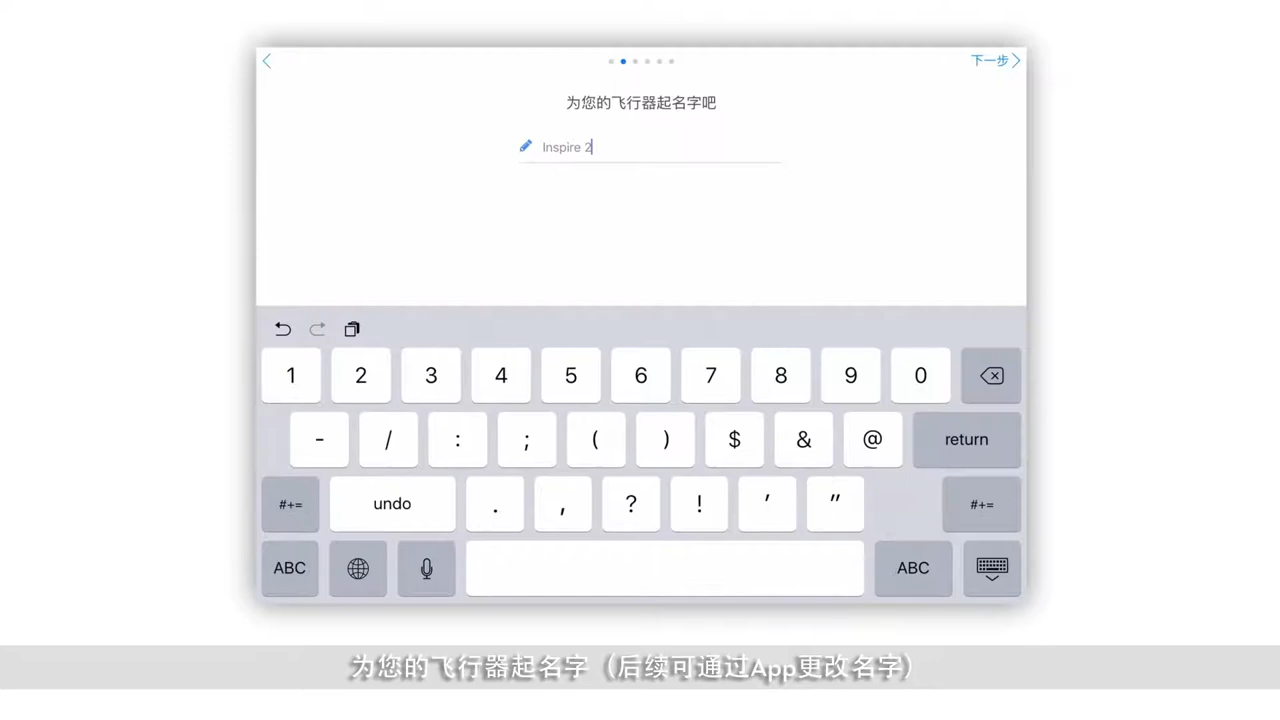 下一步
为您的飞行器起名字吧
Inspire 2
1 2 3 4 5 6 7 8 9 0
- / : ; ( ) $ & @ return
#+= undo . , ? ! ' " #+=
ABC ABC
为您的飞行器起名字（后续可通过App更改名字）